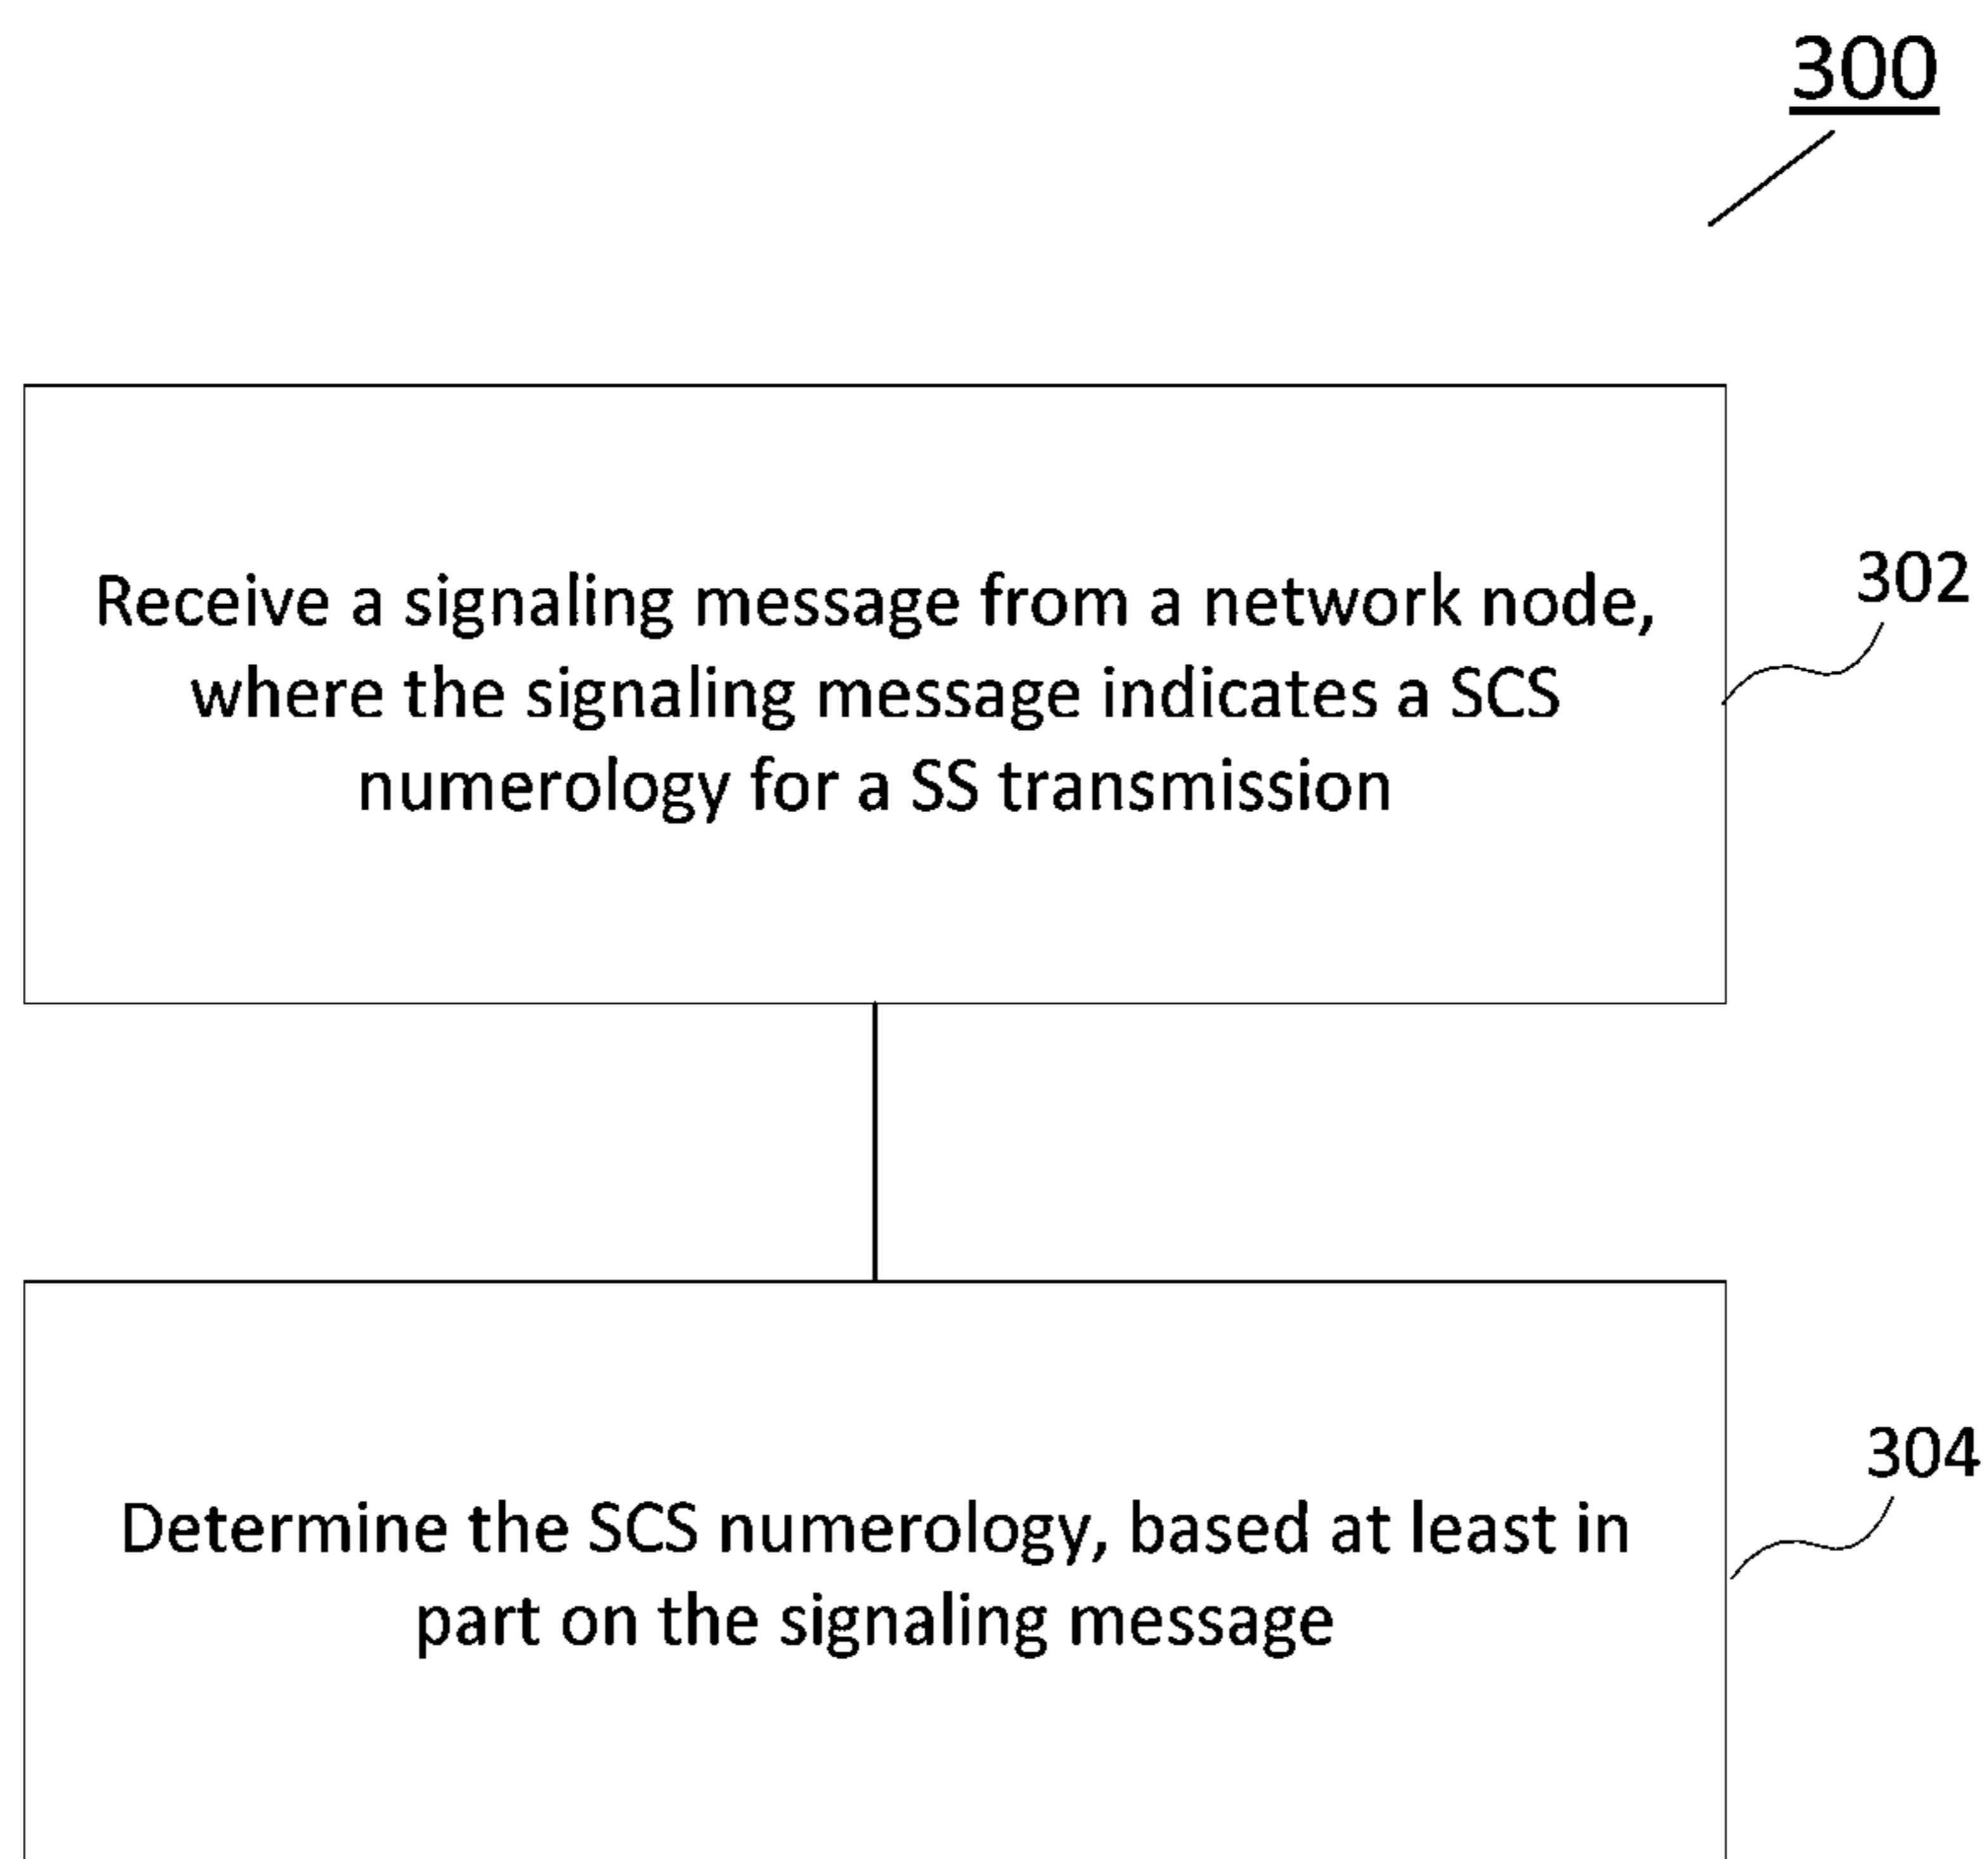 300
Receive a signaling message from a network node,
where the signaling message indicates a SCS
numerology for a SS transmission
302
Determine the SCS numerology, based at least in
part on the signaling message
304